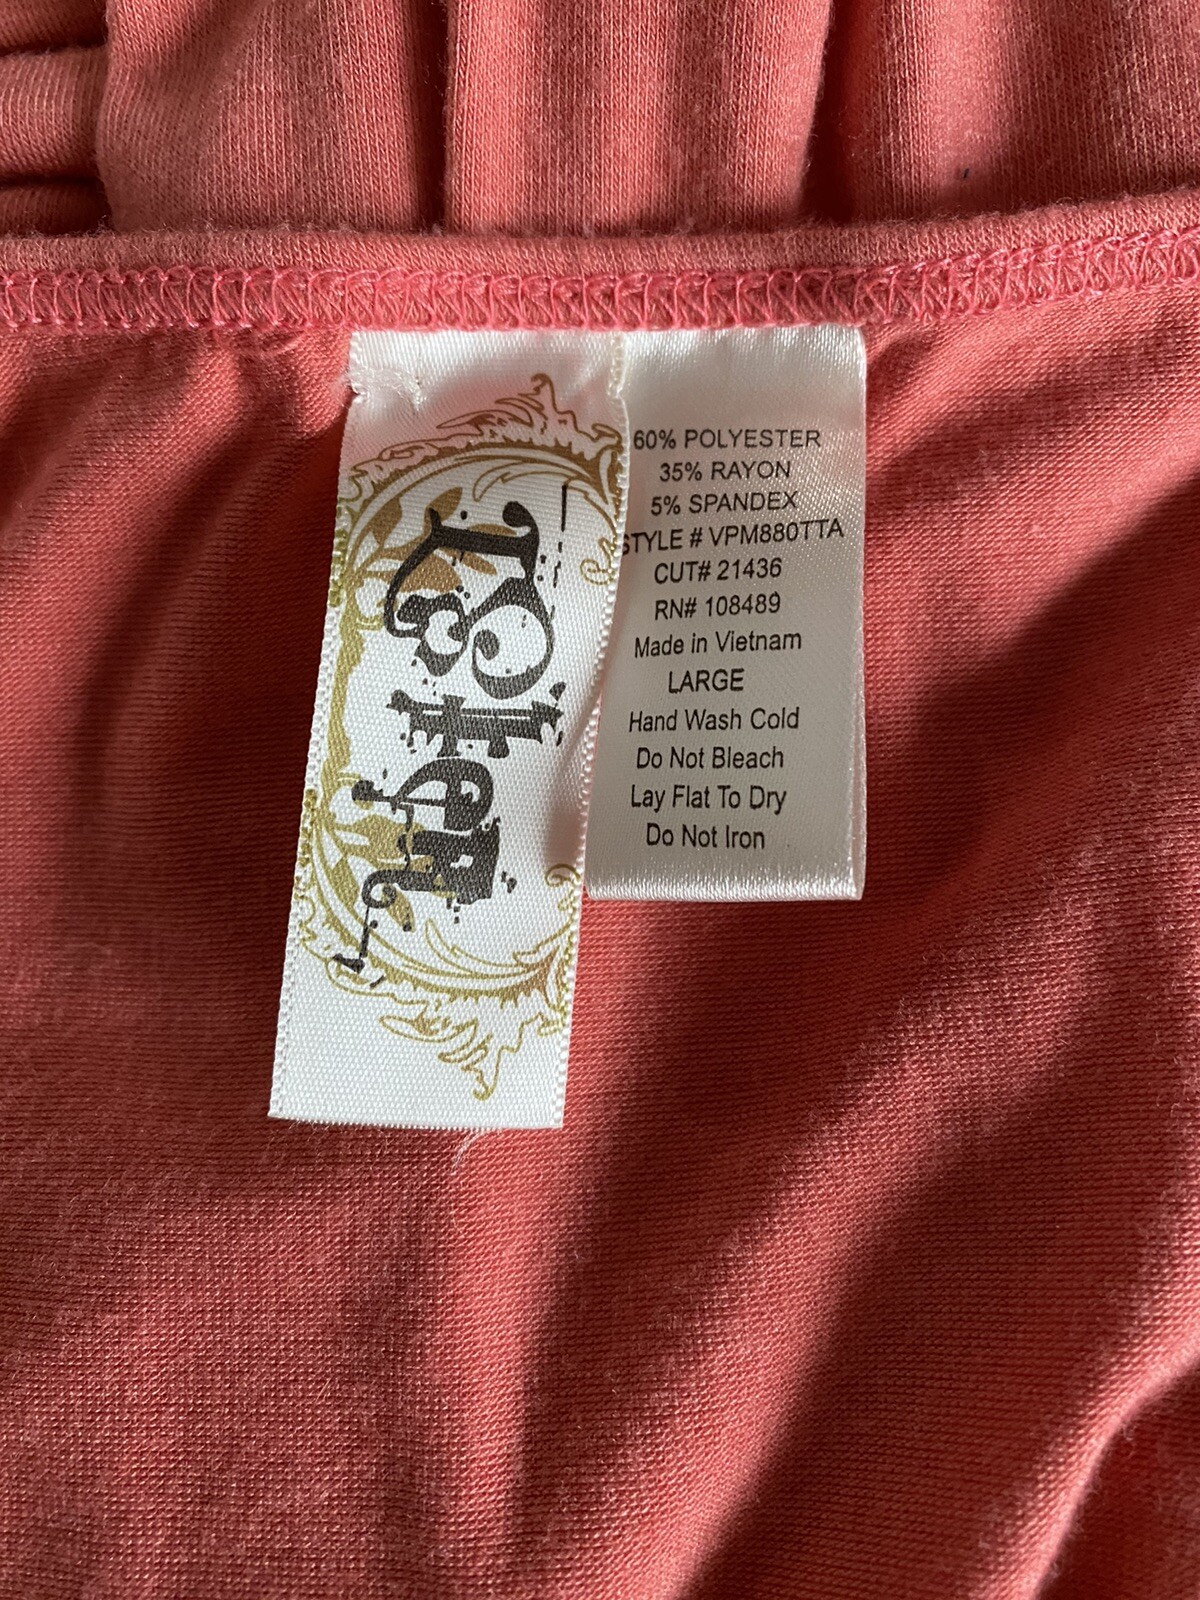 60% POLYESTER
35% RAYON
5% SPANDEX
STYLE # VPM880TTA
CUT# 21436
RN# 108489
Made in Vietnam
LARGE
Hand Wash Cold
Do Not Bleach
Lay Flat To Dry
Do Not Iron